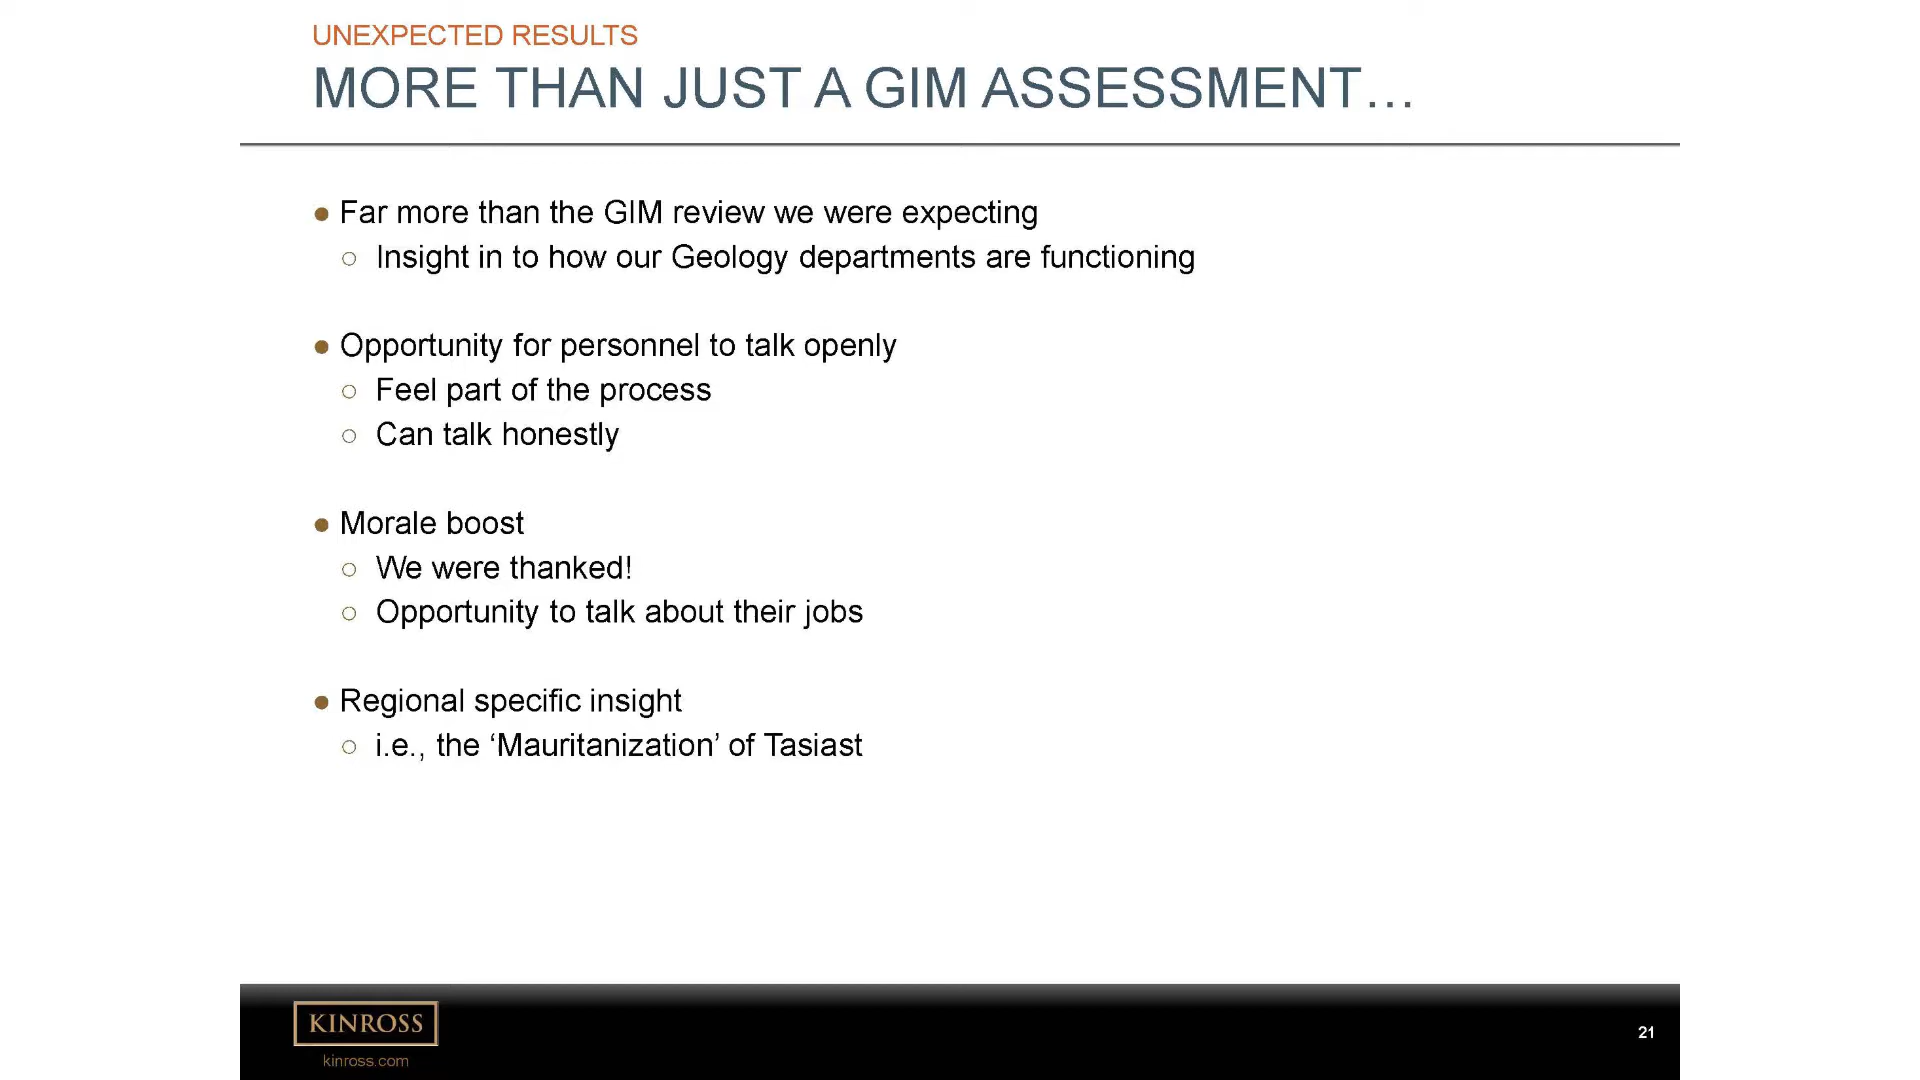 UNEXPECTED RESULTS
MORE THAN JUST A GIM ASSESSMENT…
● Far more than the GIM review we were expecting
○ Insight in to how our Geology departments are functioning
● Opportunity for personnel to talk openly
○ Feel part of the process
○ Can talk honestly
● Morale boost
○ We were thanked!
○ Opportunity to talk about their jobs
● Regional specific insight
○ i.e., the ‘Mauritanization’ of Tasiast
KINROSS
kinross.com
21